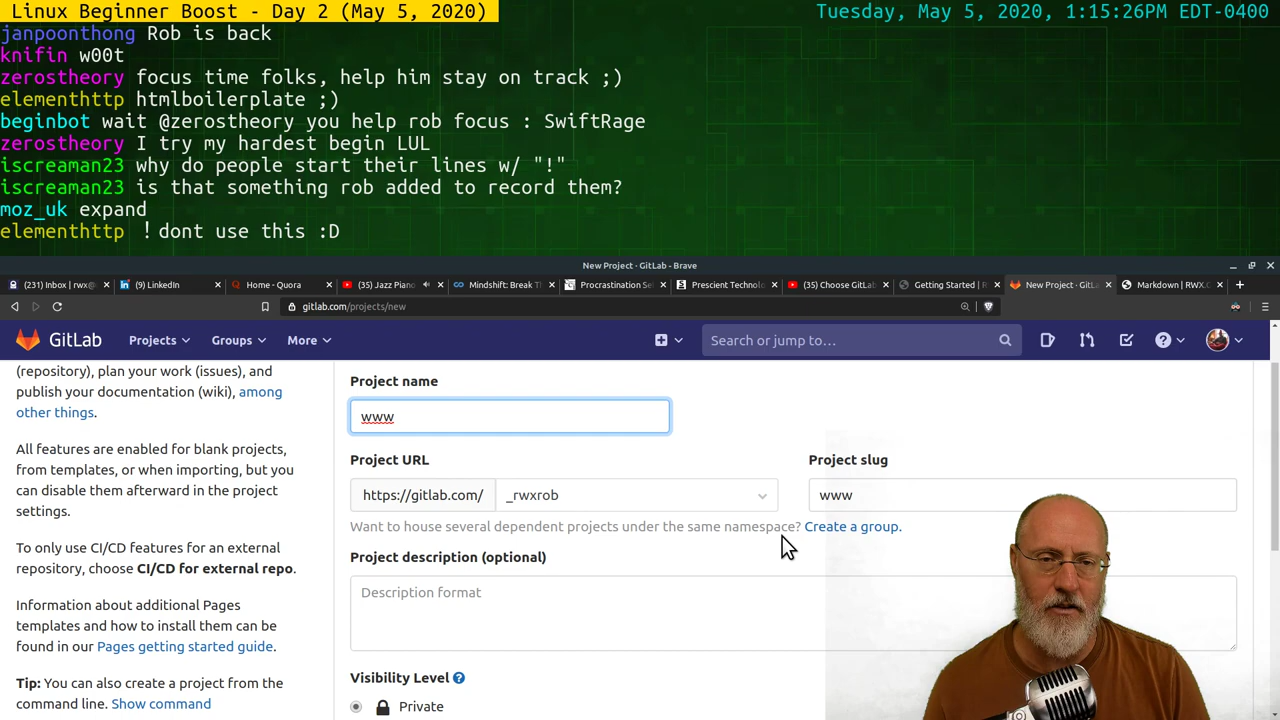 Linux Beginner Boost - Day 2 (May 5, 2020)
Tuesday, May 5, 2020, 1:15:26PM EDT-0400
janpoonthong Rob is back
knifin w00t
zerostheory focus time folks, help him stay on track ;)
elementhttp htmlboilerplate ;)
beginbot wait @zerostheory you help rob focus : SwiftRage
zerostheory I try my hardest begin LUL
iscreaman23 why do people start their lines w/ "!"
iscreaman23 is that something rob added to record them?
moz_uk expand
elementhttp ! dont use this :D
New Project · GitLab - Brave
(231) Inbox | rwx@
(9) LinkedIn
Home - Quora
(35) Jazz Piano
Mindshift: Break T
Procrastination Se
Prescient Technolo
(35) Choose GitLab
Getting Started | R
New Project · GitLa
Markdown | RWX.G
gitlab.com/projects/new
GitLab
Projects
Groups
More
Search or jump to…
(repository), plan your work (issues), and
publish your documentation (wiki), among
other things.
All features are enabled for blank projects,
from templates, or when importing, but you
can disable them afterward in the project
settings.
To only use CI/CD features for an external
repository, choose CI/CD for external repo.
Information about additional Pages
templates and how to install them can be
found in our Pages getting started guide.
Tip: You can also create a project from the
command line. Show command
Project name
www
Project URL
https://gitlab.com/
_rwxrob
Project slug
www
Want to house several dependent projects under the same namespace? Create a group.
Project description (optional)
Description format
Visibility Level
Private